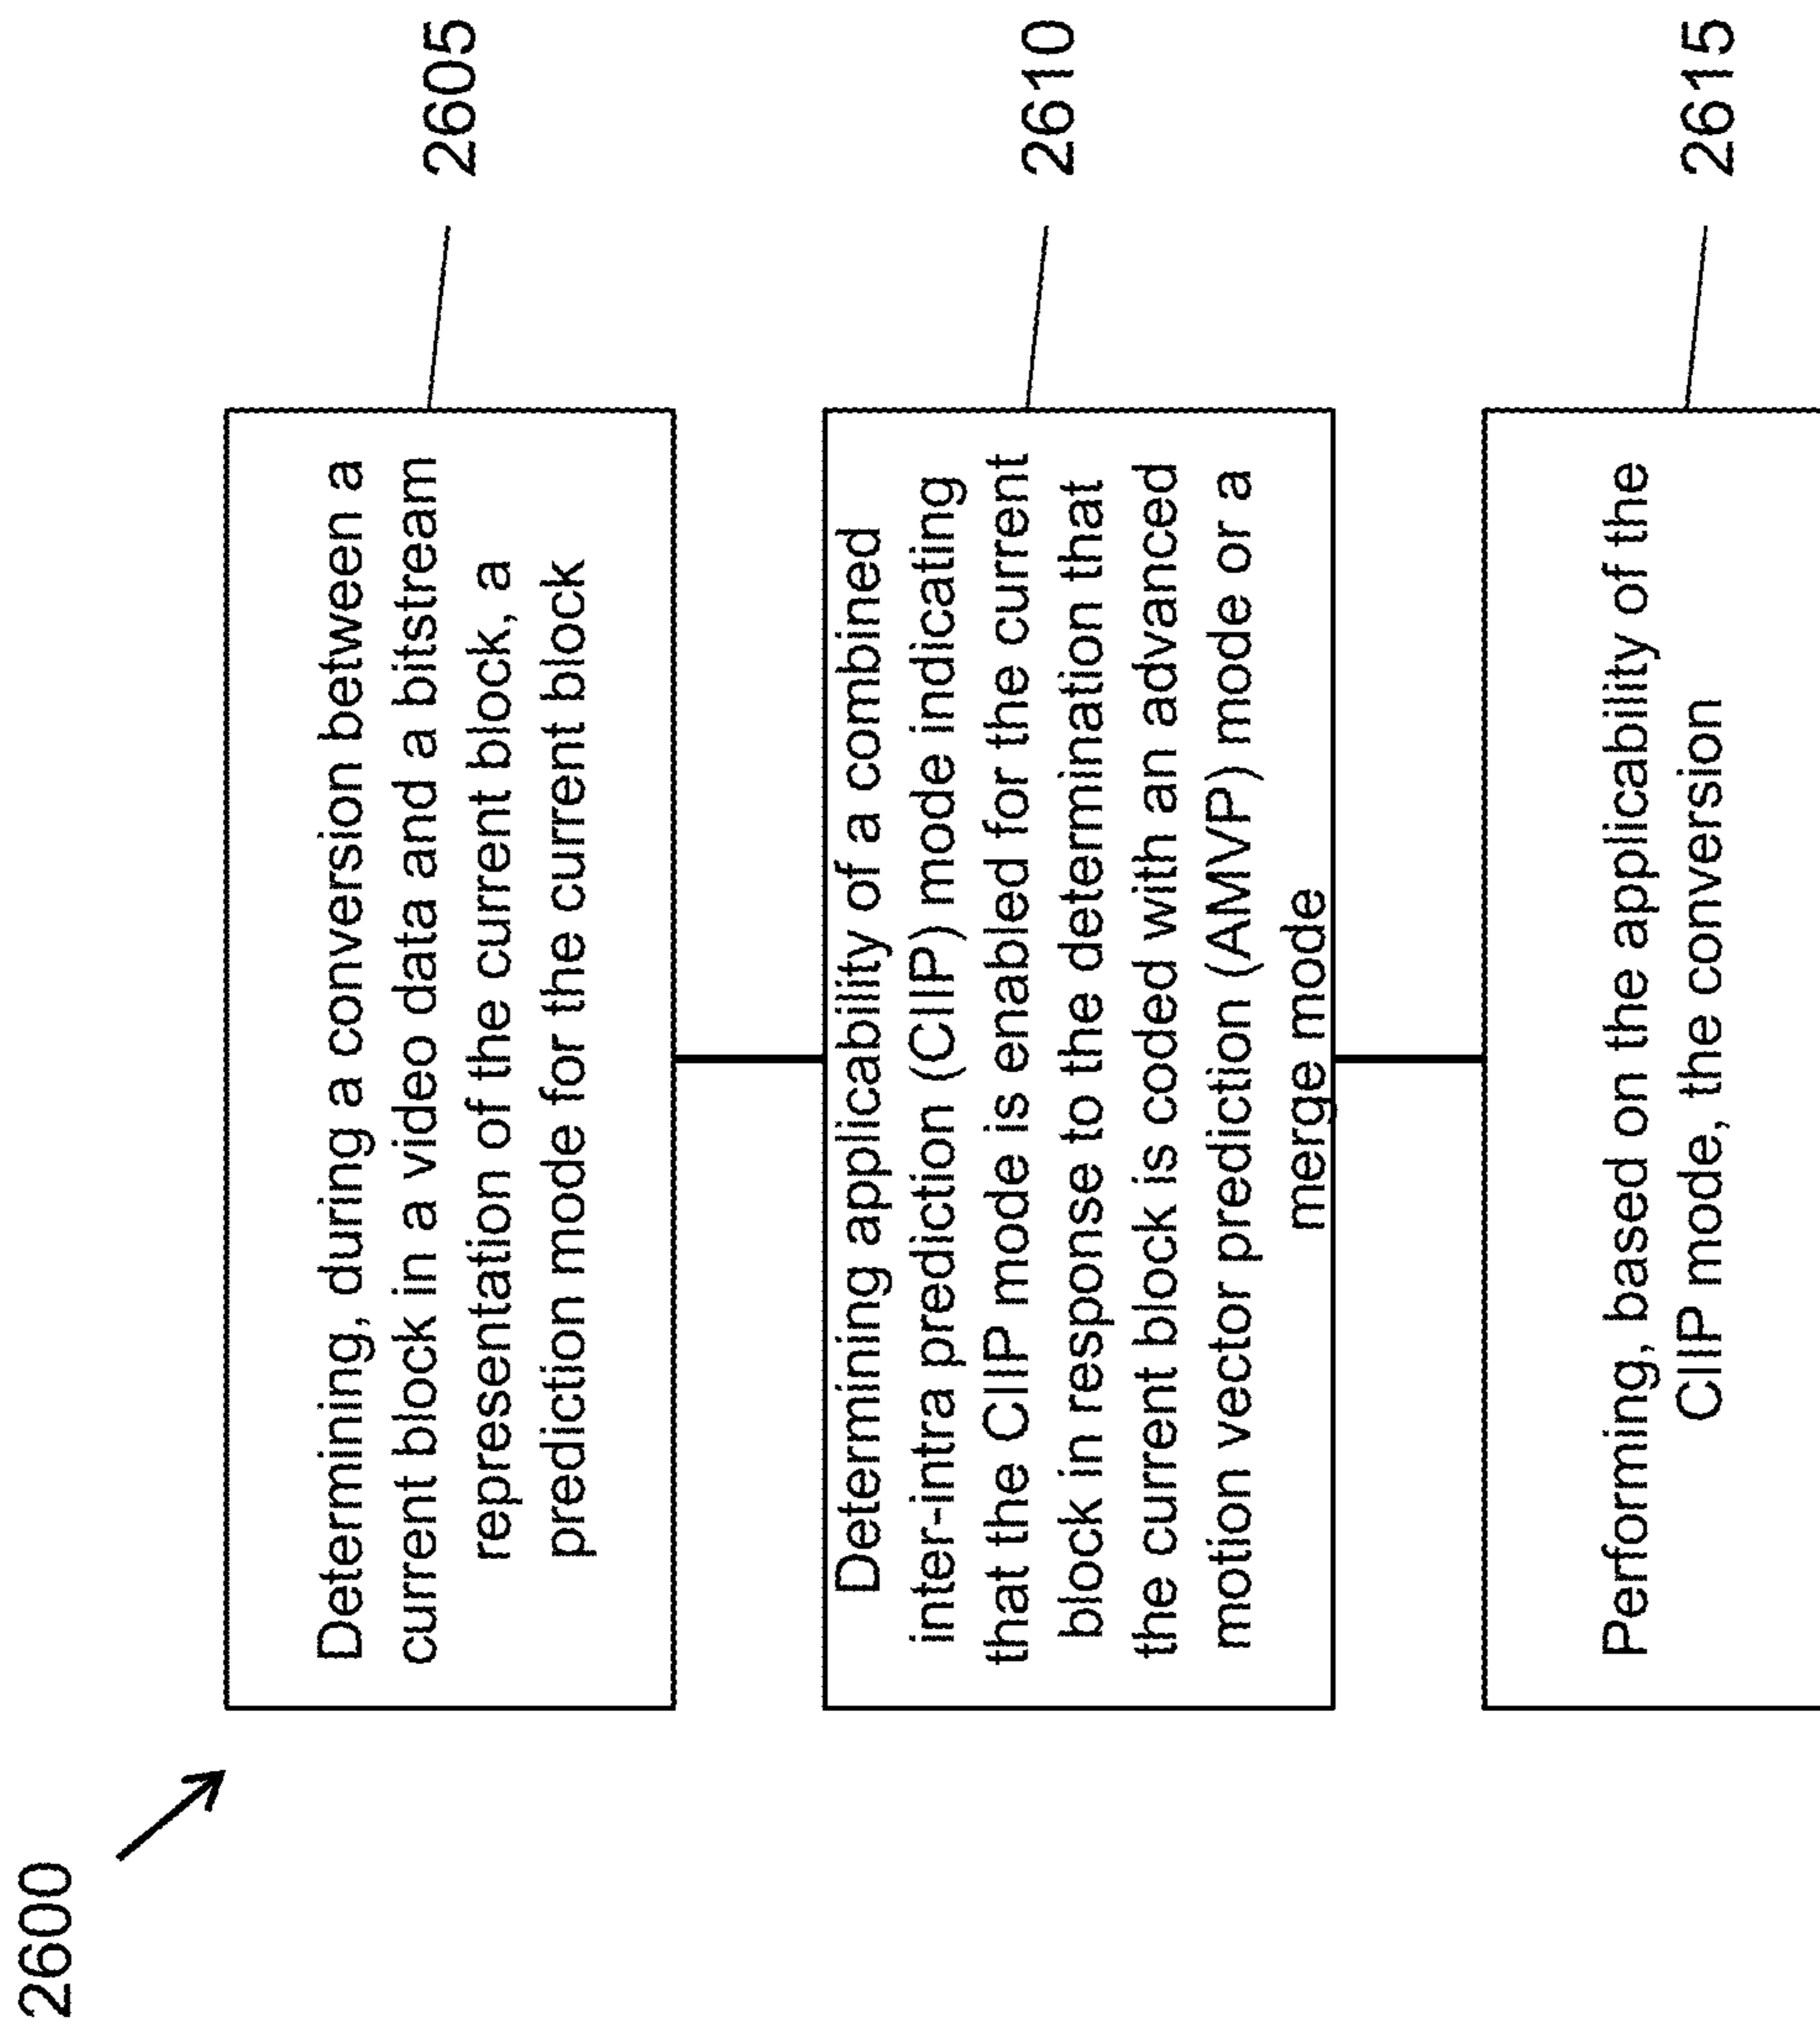 2600
Determining, during a conversion between a
current block in a video data and a bitstream
representation of the current block, a
prediction mode for the current block
2605
Determining applicability of a combined
inter-intra prediction (CIIP) mode indicating
that the CIIP mode is enabled for the current
block in response to the determination that
the current block is coded with an advanced
motion vector prediction (AMVP) mode or a
merge mode
2610
Performing, based on the applicability of the
CIIP mode, the conversion
2615